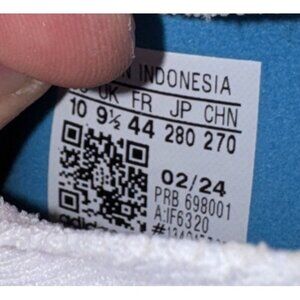 INDONESIA
UK FR JP CHN
10 9½ 44 280 270
02/24
PRB 698001
A:IF6320